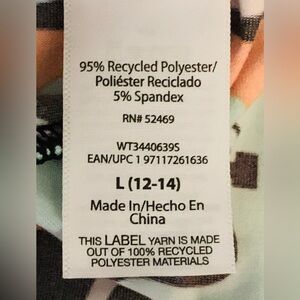 95% Recycled Polyester/
Poliéster Reciclado
5% Spandex
RN# 52469
WT3440639S
EAN/UPC 1 97117261636
L (12-14)
Made In/Hecho En
China
THIS LABEL YARN IS MADE
OUT OF 100% RECYCLED
POLYESTER MATERIALS